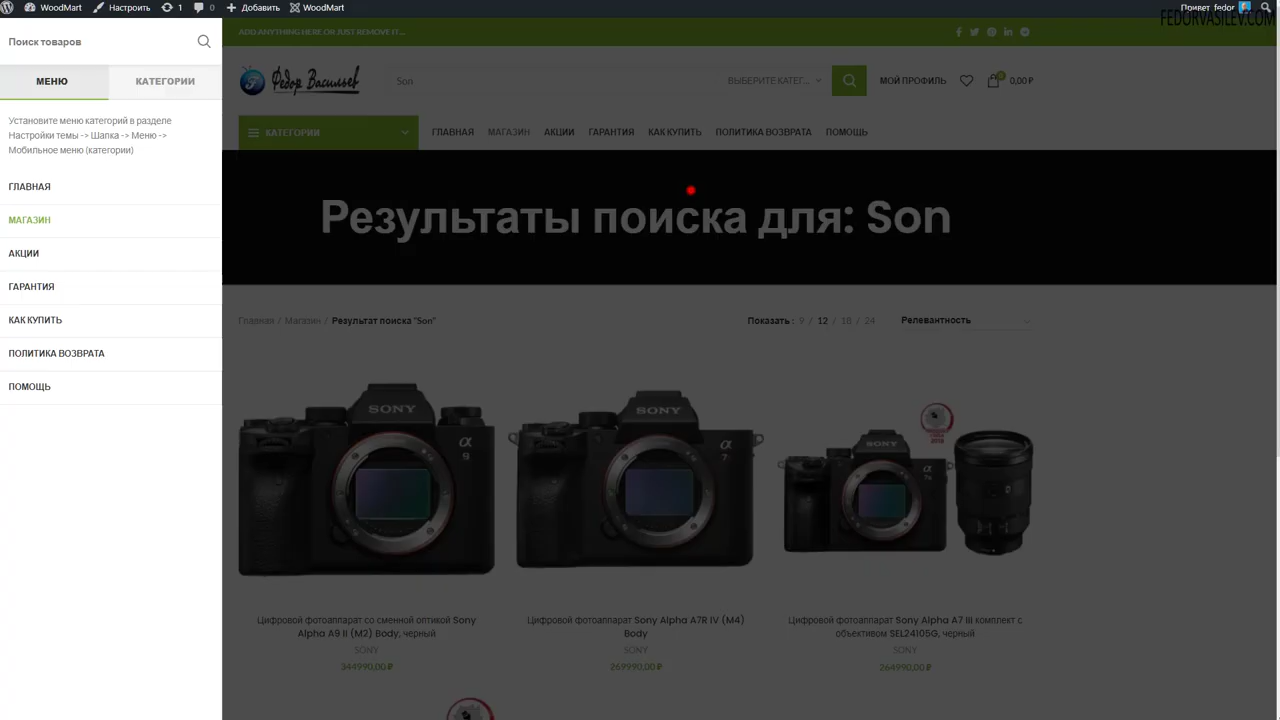 WoodMart
Настроить
1
0
Добавить
WoodMart
Привет, fedor
FEDORVASILEV.COM
Поиск товаров
МЕНЮ
КАТЕГОРИИ
Установите меню категорий в разделе
Настройки темы -> Шапка -> Меню ->
Мобильное меню (категории)
ГЛАВНАЯ
МАГАЗИН
АКЦИИ
ГАРАНТИЯ
КАК КУПИТЬ
ПОЛИТИКА ВОЗВРАТА
ПОМОЩЬ
ADD ANYTHING HERE OR JUST REMOVE IT...
Федор Васильев
Son
ВЫБЕРИТЕ КАТЕГ...
МОЙ ПРОФИЛЬ
0
0,00 ₽
КАТЕГОРИИ
ГЛАВНАЯ
МАГАЗИН
АКЦИИ
ГАРАНТИЯ
КАК КУПИТЬ
ПОЛИТИКА ВОЗВРАТА
ПОМОЩЬ
Результаты поиска для: Son
Главная / Магазин / Результат поиска "Son"
Показать : 9 / 12 / 18 / 24
Релевантность
SONY
α
9
SONY
α
7
SONY
α
Цифровой фотоаппарат со сменной оптикой Sony
Alpha A9 II (M2) Body, черный
SONY
344990,00 ₽
Цифровой фотоаппарат Sony Alpha A7R IV (M4)
Body
SONY
269990,00 ₽
Цифровой фотоаппарат Sony Alpha A7 III комплект с
объективом SEL24105G, черный
SONY
264990,00 ₽